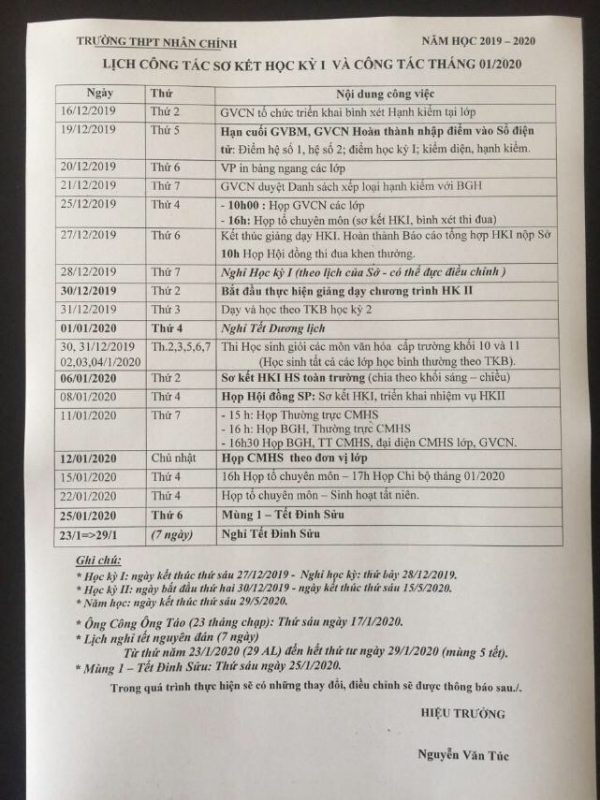 TRƯỜNG THPT NHÂN CHÍNH NĂM HỌC 2019 – 2020
LỊCH CÔNG TÁC SƠ KẾT HỌC KỲ I VÀ CÔNG TÁC THÁNG 01/2020
Ngày Thứ Nội dung công việc
16/12/2019 Thứ 2 GVCN tổ chức triển khai bình xét Hạnh kiểm tại lớp
19/12/2019 Thứ 5 Hạn cuối GVBM, GVCN Hoàn thành nhập điểm vào Sổ điện
tử: Điểm hệ số 1, hệ số 2; điểm học kỳ I; kiểm diện, hạnh kiểm.
20/12/2019 Thứ 6 VP in bảng ngang các lớp
21/12/2019 Thứ 7 GVCN duyệt Danh sách xếp loại hạnh kiểm với BGH
25/12/2019 Thứ 4 - 10h00 : Họp GVCN các lớp
- 16h: Họp tổ chuyên môn (sơ kết HKI, bình xét thi đua)
27/12/2019 Thứ 6 Kết thúc giảng dạy HKI. Hoàn thành Báo cáo tổng hợp HKI nộp Sở
10h Họp Hội đồng thi đua khen thưởng.
28/12/2019 Thứ 7 Nghỉ Học kỳ I (theo lịch của Sở - có thể đực điều chỉnh )
30/12/2019 Thứ 2 Bắt đầu thực hiện giảng dạy chương trình HK II
31/12/2019 Thứ 3 Dạy và học theo TKB học kỳ 2
01/01/2020 Thứ 4 Nghỉ Tết Dương lịch
30, 31/12/2019 Th.2,3,5,6,7 Thi Học sinh giỏi các môn văn hóa cấp trường khối 10 và 11
02,03,04/1/2020 (Học sinh tất cả các lớp học bình thường theo TKB).
06/01/2020 Thứ 2 Sơ kết HKI HS toàn trường (chia theo khối sáng – chiều)
08/01/2020 Thứ 4 Họp Hội đồng SP: Sơ kết HKI, triển khai nhiệm vụ HKII
11/01/2020 Thứ 7 - 15 h: Họp Thường trực CMHS
- 16 h: Họp BGH, Thường trực CMHS
- 16h30 Họp BGH, TT CMHS, đại diện CMHS lớp, GVCN.
12/01/2020 Chủ nhật Họp CMHS theo đơn vị lớp
15/01/2020 Thứ 4 16h Họp tổ chuyên môn – 17h Họp Chi bộ tháng 01/2020
22/01/2020 Thứ 4 Họp tổ chuyên môn – Sinh hoạt tất niên.
25/01/2020 Thứ 6 Mùng 1 – Tết Đinh Sửu
23/1=>29/1 (7 ngày) Nghỉ Tết Đinh Sửu
Ghi chú:
* Học kỳ I: ngày kết thúc thứ sáu 27/12/2019 - Nghỉ học kỳ: thứ bảy 28/12/2019.
* Học kỳ II: ngày bắt đầu thứ hai 30/12/2019 - ngày kết thúc thứ sáu 15/5/2020.
* Năm học: ngày kết thúc thứ sáu 29/5/2020.
* Ông Công Ông Táo (23 tháng chạp): Thứ sáu ngày 17/1/2020.
* Lịch nghỉ tết nguyên đán (7 ngày)
Từ thứ năm 23/1/2020 (29 AL) đến hết thứ tư ngày 29/1/2020 (mùng 5 tết).
* Mùng 1 – Tết Đinh Sửu: Thứ sáu ngày 25/1/2020.
Trong quá trình thực hiện sẽ có những thay đổi, điều chỉnh sẽ được thông báo sau./.
HIỆU TRƯỞNG
Nguyễn Văn Túc